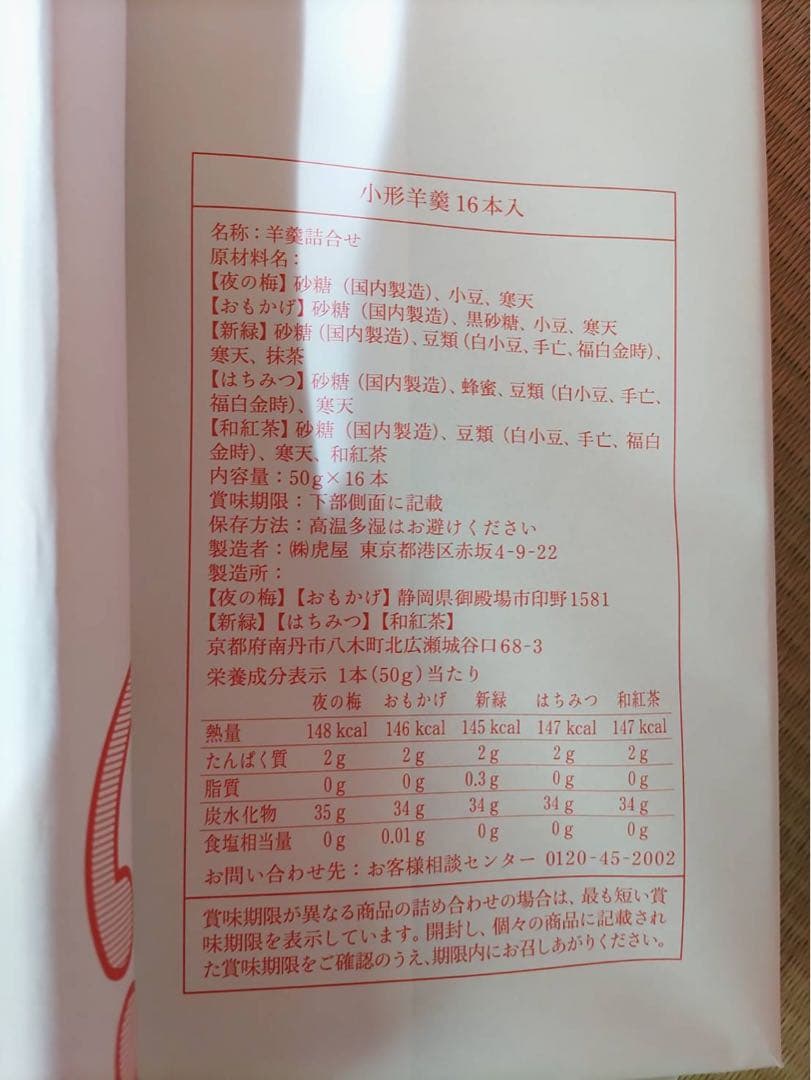 小形羊羹16本入
名称：羊羹詰合せ
原材料名：
【夜の梅】砂糖（国内製造）、小豆、寒天
【おもかげ】砂糖（国内製造）、黒砂糖、小豆、寒天
【新緑】砂糖（国内製造）、豆類（白小豆、手亡、福白金時）、
寒天、抹茶
【はちみつ】砂糖（国内製造）、蜂蜜、豆類（白小豆、手亡、
福白金時）、寒天
【和紅茶】砂糖（国内製造）、豆類（白小豆、手亡、福白
金時）、寒天、和紅茶
内容量：50g×16本
賞味期限：下部側面に記載
保存方法：高温多湿はお避けください
製造者：㈱虎屋 東京都港区赤坂4-9-22
製造所：
【夜の梅】【おもかげ】静岡県御殿場市印野1581
【新緑】【はちみつ】【和紅茶】
京都府南丹市八木町北広瀬城谷口68-3
栄養成分表示 1本(50g)当たり
夜の梅 おもかげ 新緑 はちみつ 和紅茶
熱量 148 kcal 146 kcal 145 kcal 147 kcal 147 kcal
たんぱく質 2g 2g 2g 2g 2g
脂質 0g 0g 0.3g 0g 0g
炭水化物 35g 34g 34g 34g 34g
食塩相当量 0g 0.01g 0g 0g 0g
お問い合わせ先：お客様相談センター 0120-45-2002
賞味期限が異なる商品の詰め合わせの場合は、最も短い賞
味期限を表示しています。開封し、個々の商品に記載され
た賞味期限をご確認のうえ、期限内にお召しあがりください。